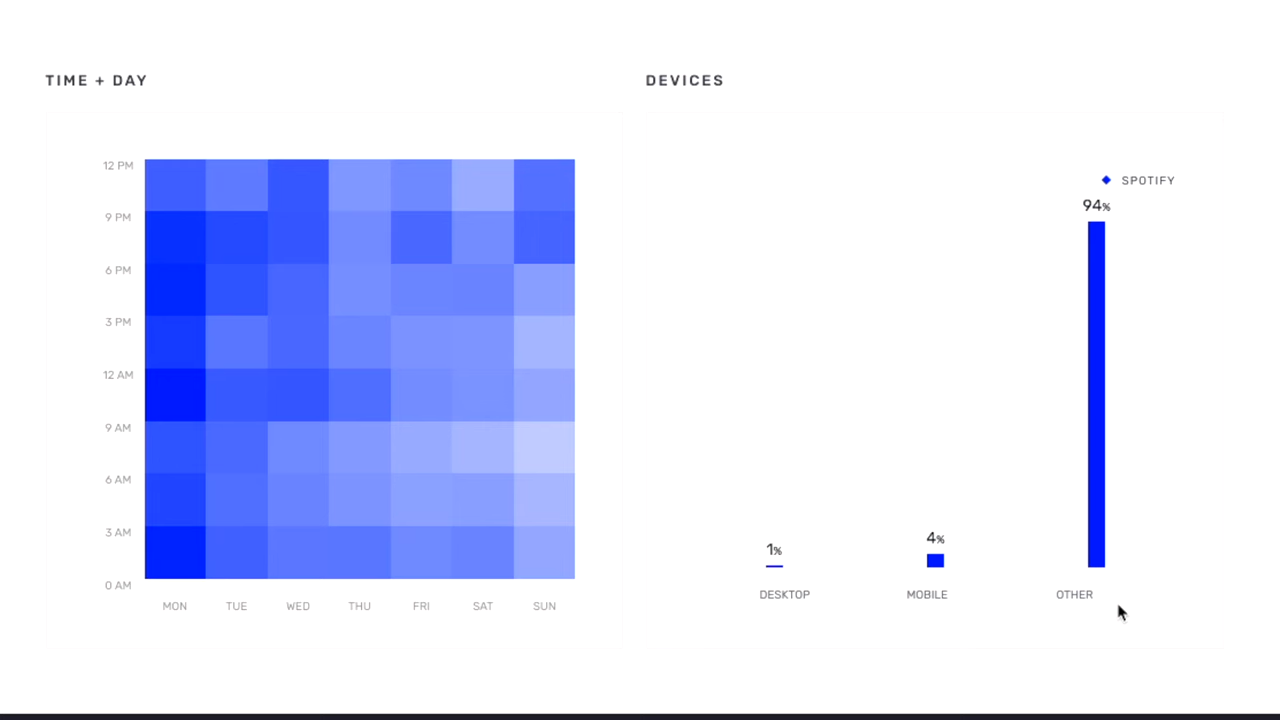 TIME + DAY
12 PM
9 PM
6 PM
3 PM
12 AM
9 AM
6 AM
3 AM
0 AM
MON TUE WED THU FRI SAT SUN
DEVICES
SPOTIFY
94%
4%
1%
DESKTOP MOBILE OTHER